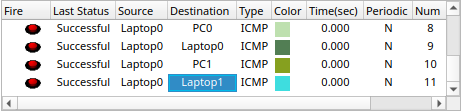 Fire Last Status Source Destination Type Color Time(sec) Periodic Num
Successful Laptop0 PC0 ICMP 0.000 N 8
Successful Laptop0 Laptop0 ICMP 0.000 N 9
Successful Laptop0 PC1 ICMP 0.000 N 10
Successful Laptop0 Laptop1 ICMP 0.000 N 11